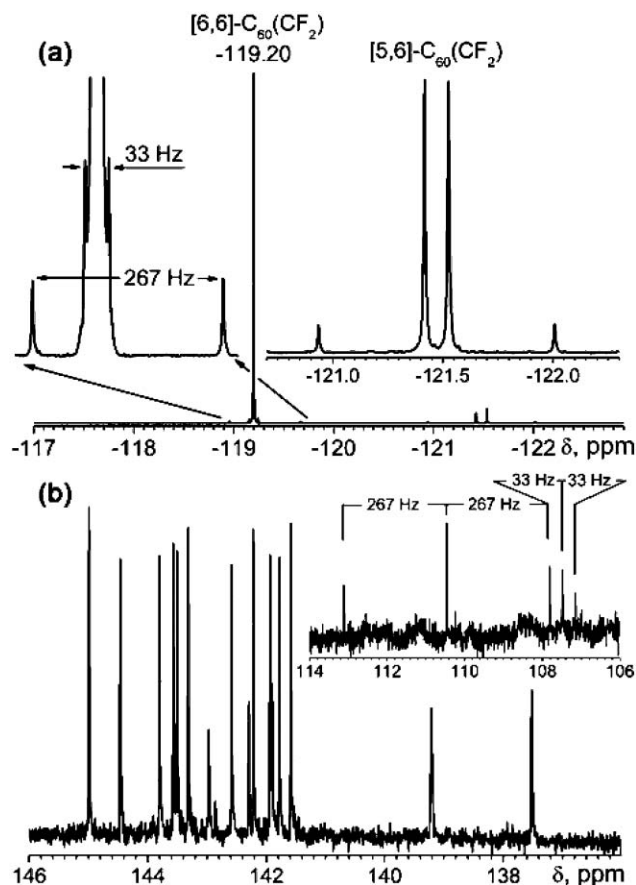 [6,6]-C60(CF2)
-119.20
[5,6]-C60(CF2)
(a)
33 Hz
267 Hz
-121.0 -121.5 -122.0
-117 -118 -119 -120 -121 -122 δ, ppm
(b)
33 Hz 33 Hz
267 Hz 267 Hz
114 112 110 108 106
146 144 142 140 138 δ, ppm